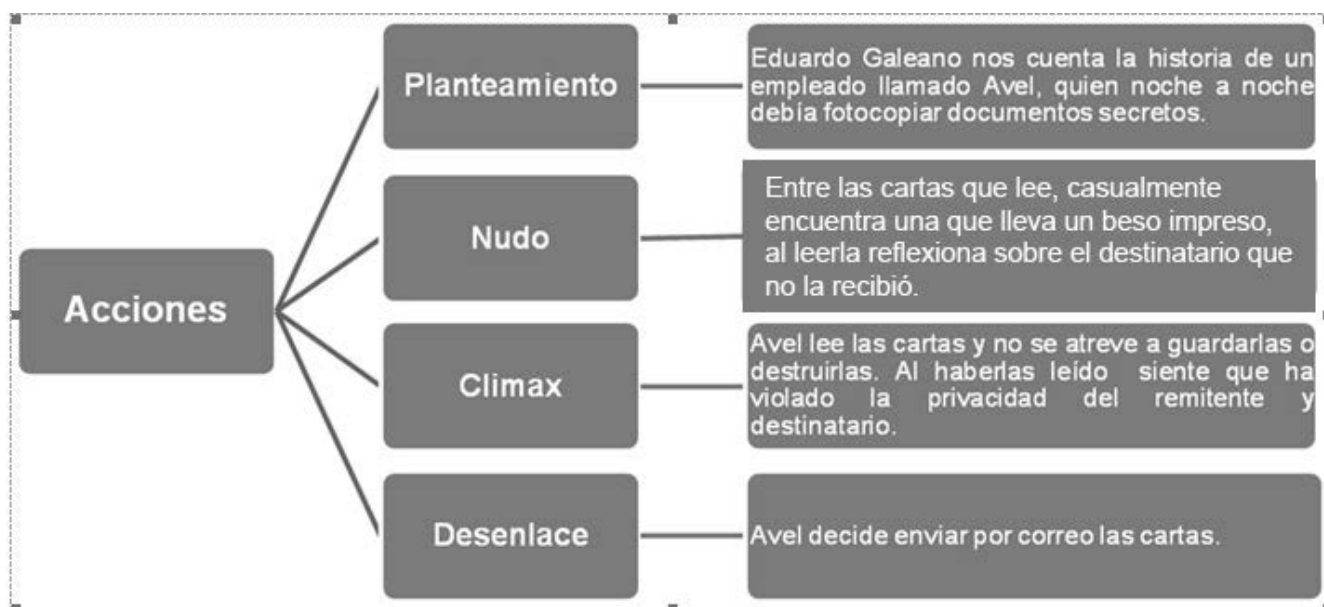 Acciones
Planteamiento
Eduardo Galeano nos cuenta la historia de un
empleado llamado Avel, quien noche a noche
debía fotocopiar documentos secretos.
Nudo
Entre las cartas que lee, casualmente
encuentra una que lleva un beso impreso,
al leerla reflexiona sobre el destinatario que
no la recibió.
Climax
Avel lee las cartas y no se atreve a guardarlas o
destruirlas. Al haberlas leído siente que ha
violado la privacidad del remitente y
destinatario.
Desenlace
Avel decide enviar por correo las cartas.